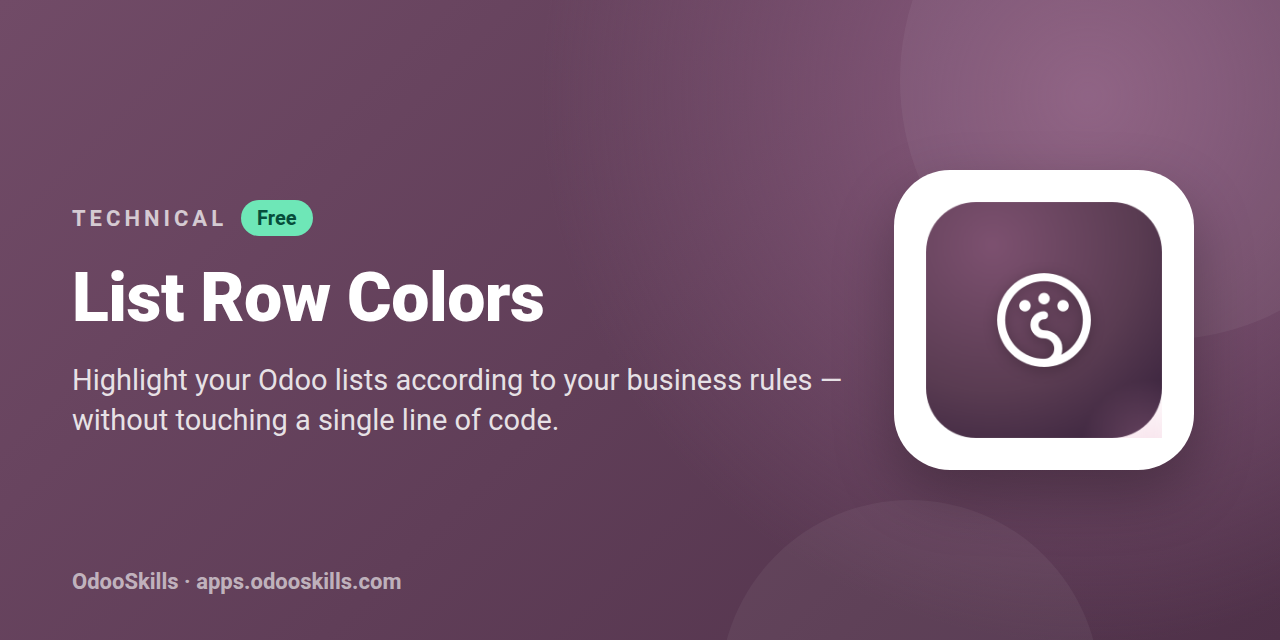 TECHNICAL Free
List Row Colors
Highlight your Odoo lists according to your business rules —
without touching a single line of code.
OdooSkills · apps.odooskills.com